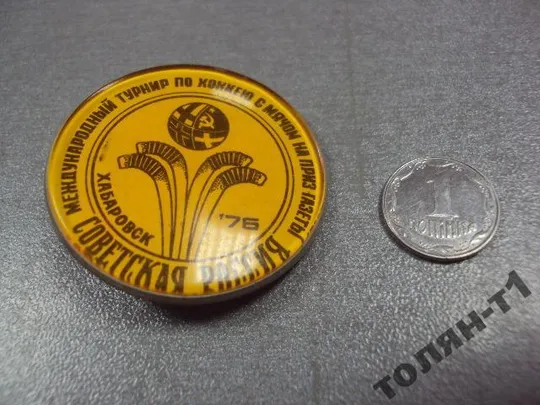 МЕЖДУНАРОДНЫЙ ТУРНИР ПО ХОККЕЮ С МЯЧОМ НА ПРИЗ ГАЗЕТЫ
СОВЕТСКАЯ РОССИЯ
ХАБАРОВСК
'76
1
КОПІЙКА
ТОЛЯН-Т1